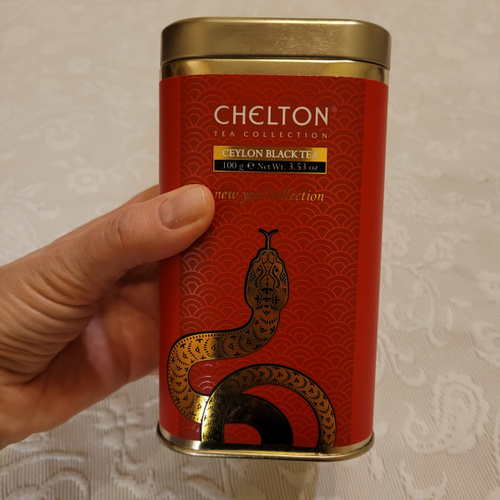 CHELTON®
TEA COLLECTION
CEYLON BLACK TEA
100 g ℮ Net Wt. 3.53 oz
new year collection